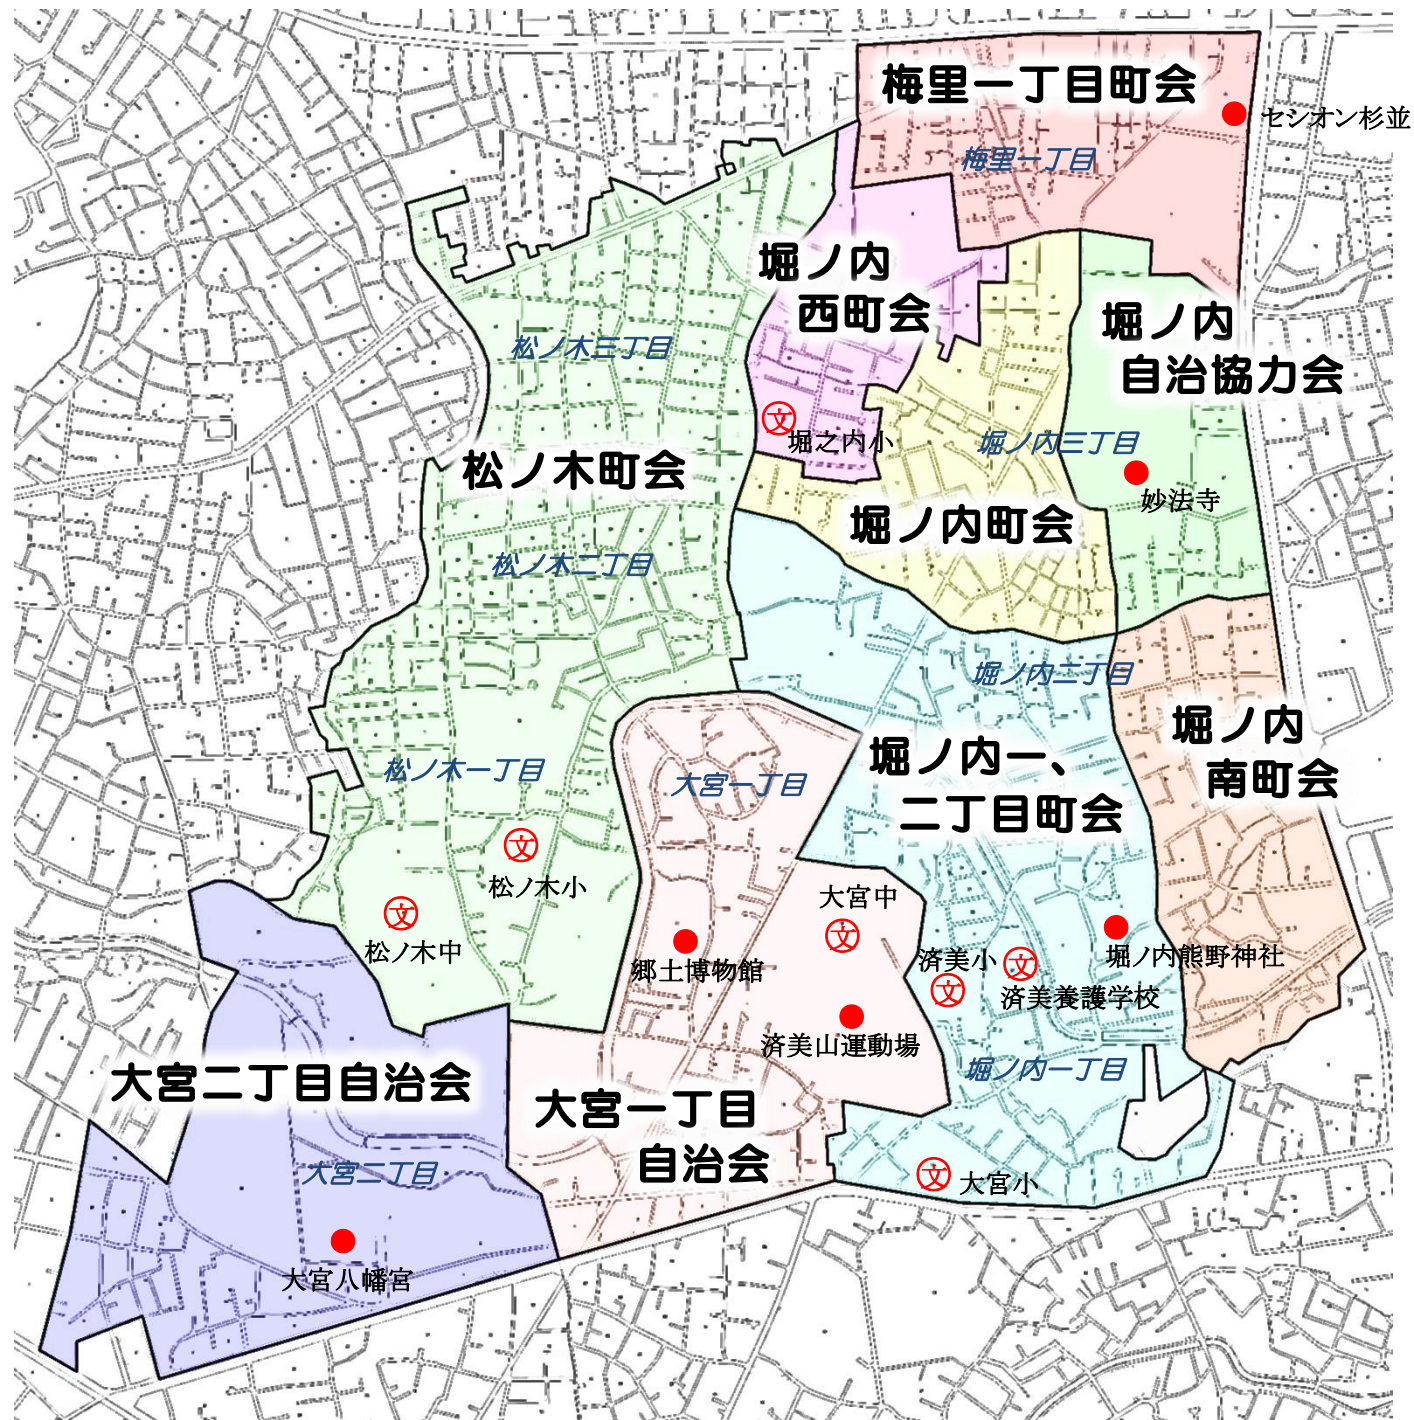 梅里一丁目町会
セシオン杉並
梅里一丁目
堀ノ内
西町会
堀ノ内
自治協力会
松ノ木三丁目
文
堀之内小
堀ノ内三丁目
松ノ木町会
妙法寺
堀ノ内町会
松ノ木二丁目
堀ノ内二丁目
堀ノ内
南町会
堀ノ内一、
二丁目町会
松ノ木一丁目
大宮一丁目
文
松ノ木小
文
松ノ木中
大宮中
文
郷土博物館
済美小
文
文
済美養護学校
堀ノ内熊野神社
済美山運動場
堀ノ内一丁目
大宮二丁目自治会
大宮一丁目
自治会
大宮二丁目
文
大宮小
大宮八幡宮